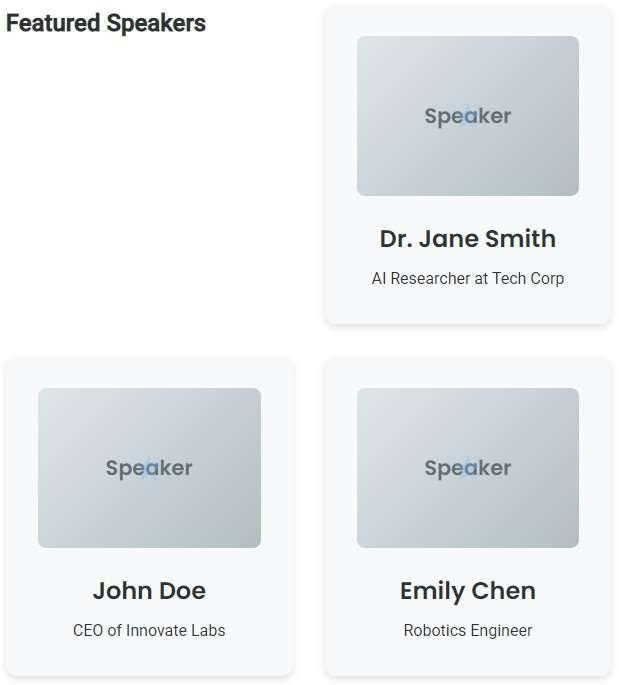 Featured Speakers
Speaker
Dr. Jane Smith
AI Researcher at Tech Corp
Speaker
John Doe
CEO of Innovate Labs
Speaker
Emily Chen
Robotics Engineer